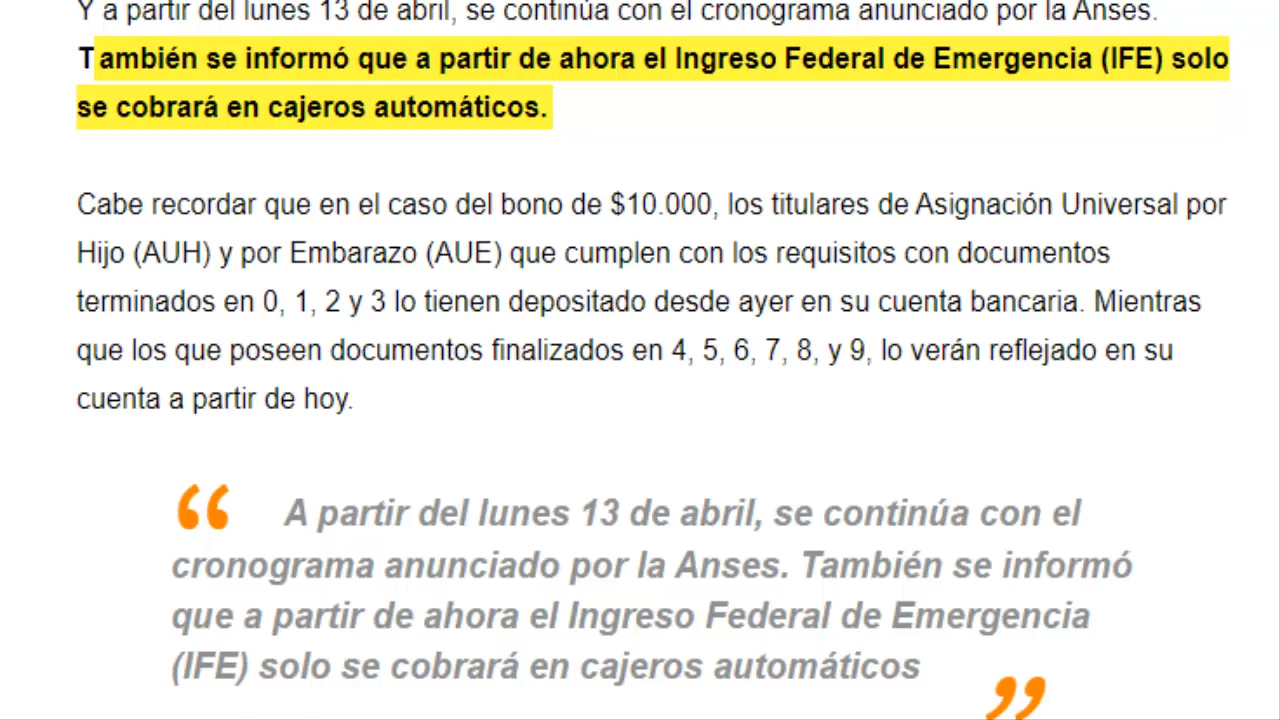 Y a partir del lunes 13 de abril, se continúa con el cronograma anunciado por la Anses.
También se informó que a partir de ahora el Ingreso Federal de Emergencia (IFE) solo
se cobrará en cajeros automáticos.
Cabe recordar que en el caso del bono de $10.000, los titulares de Asignación Universal por
Hijo (AUH) y por Embarazo (AUE) que cumplen con los requisitos con documentos
terminados en 0, 1, 2 y 3 lo tienen depositado desde ayer en su cuenta bancaria. Mientras
que los que poseen documentos finalizados en 4, 5, 6, 7, 8, y 9, lo verán reflejado en su
cuenta a partir de hoy.
“ A partir del lunes 13 de abril, se continúa con el
cronograma anunciado por la Anses. También se informó
que a partir de ahora el Ingreso Federal de Emergencia
(IFE) solo se cobrará en cajeros automáticos
”